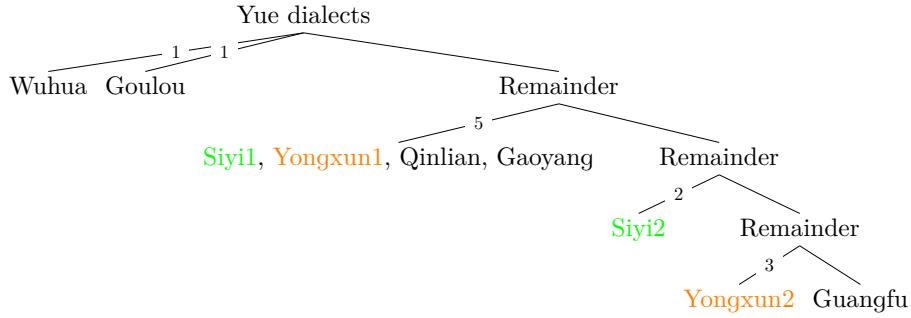 Yue dialects
1 1
Wuhua Goulou Remainder
5
Siyi1, Yongxun1, Qinlian, Gaoyang Remainder
2
Siyi2 Remainder
3
Yongxun2 Guangfu